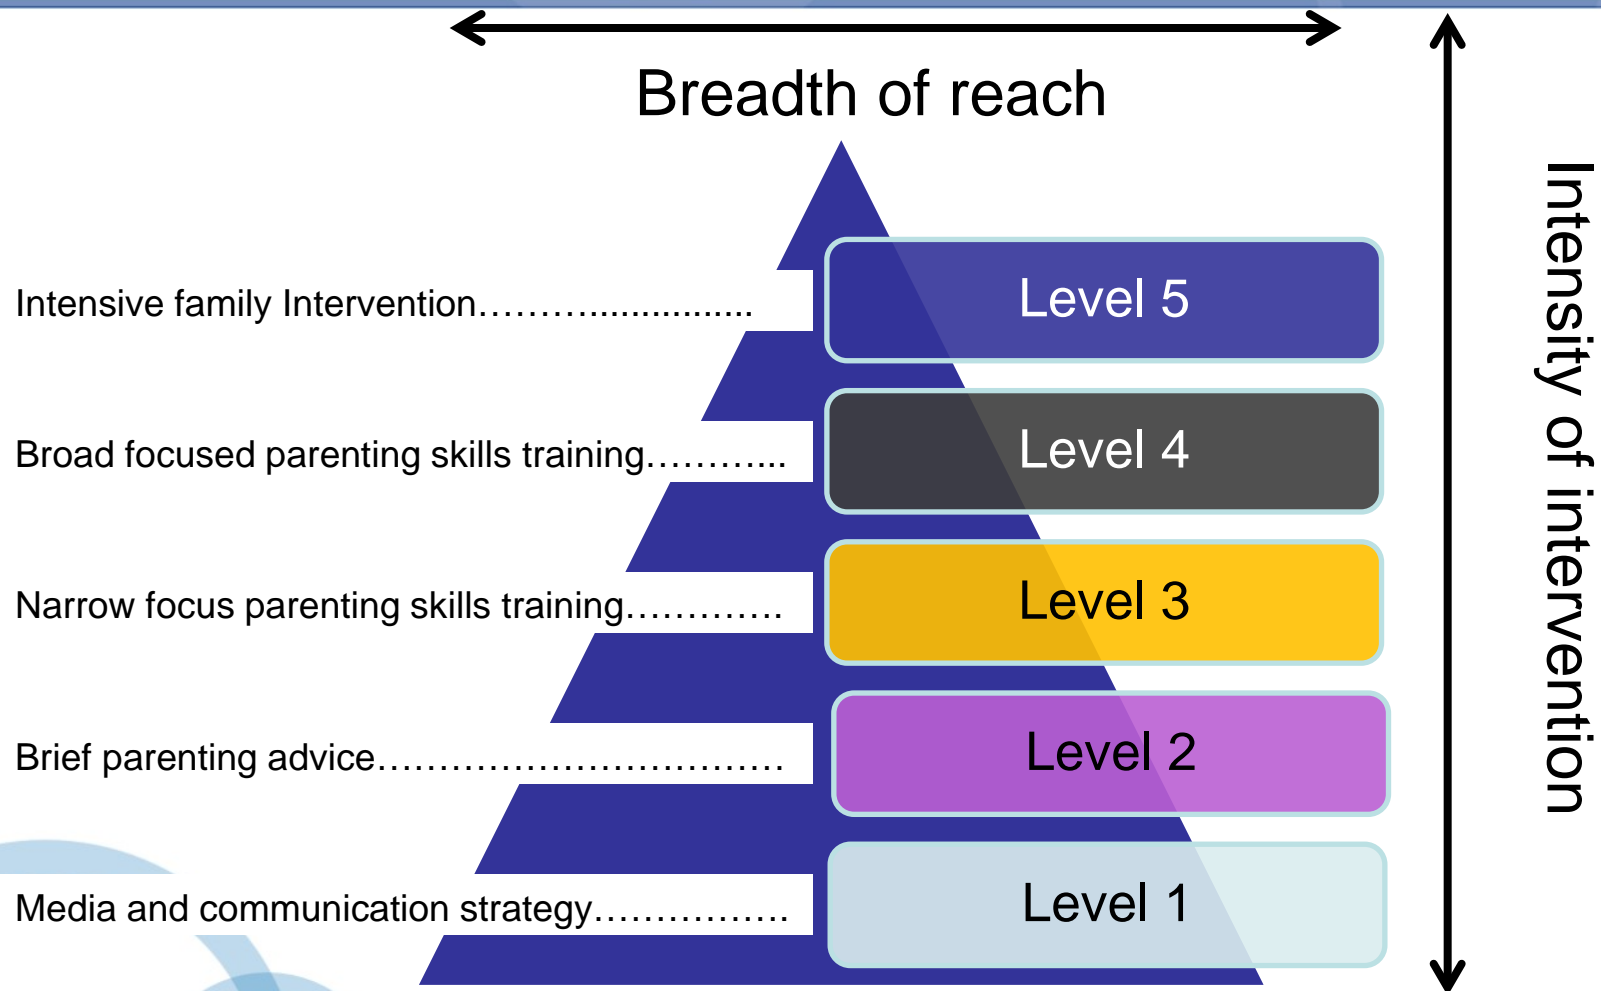 Breadth of reach
Intensive family Intervention………................
Level 5
Broad focused parenting skills training………...
Level 4
Narrow focus parenting skills training………….
Level 3
Brief parenting advice……………………………
Level 2
Media and communication strategy…………….
Level 1
Intensity of intervention